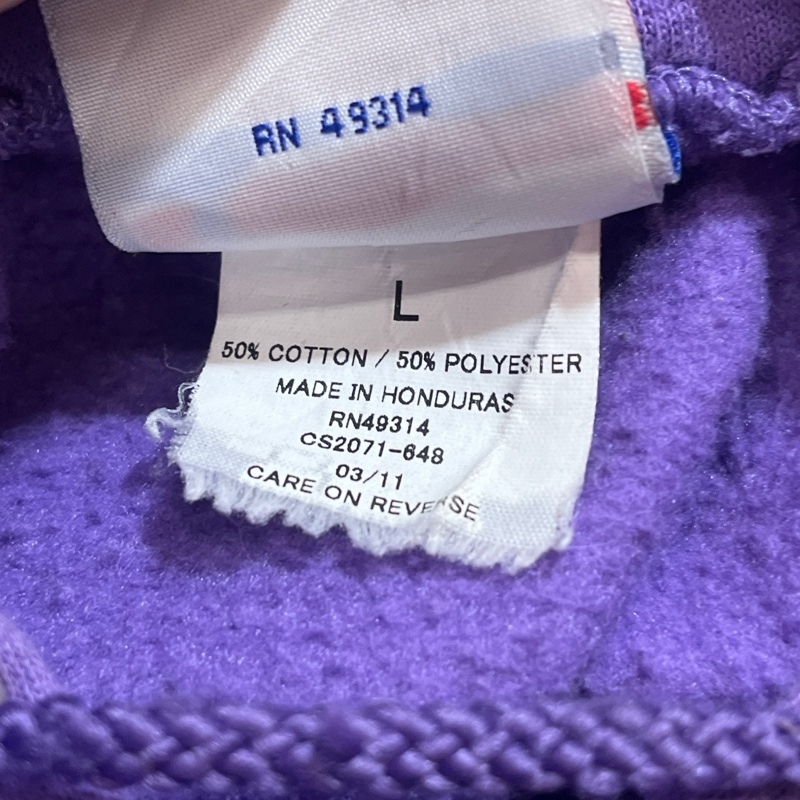 RN 49314
L
50% COTTON / 50% POLYESTER
MADE IN HONDURAS
RN49314
CS2071-648
03/11
CARE ON REVERSE